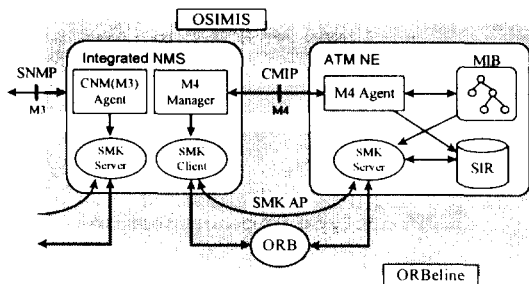 OSIMIS
Integrated NMS
ATM NE
SNMP
M3
CNM(M3)
Agent
M4
Manager
CMIP
M4
M4 Agent
MIB
SMK
Server
SMK
Client
SMK
Server
SIR
SMK AP
ORB
ORBeline